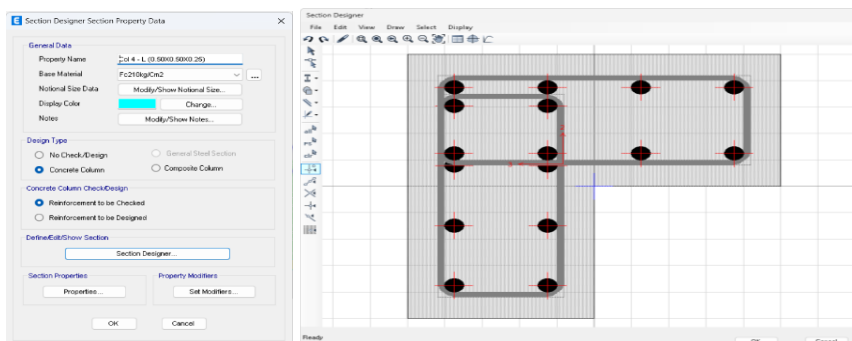 Section Designer Section Property Data
General Data
Property Name Col 4 - L (0.50X0.50X0.25)
Base Material Fc210kg/Cm2 ...
Notional Size Data Modify/Show Notional Size...
Display Color Change...
Notes Modify/Show Notes...
Design Type
No Check/Design General Steel Section
Concrete Column Composite Column
Concrete Column Check/Design
Reinforcement to be Checked
Reinforcement to be Designed
Define/Edit/Show Section
Section Designer...
Section Properties Property Modifiers
Properties... Set Modifiers...
OK Cancel
Section Designer
File Edit View Draw Select Display
Ready
OK Cancel